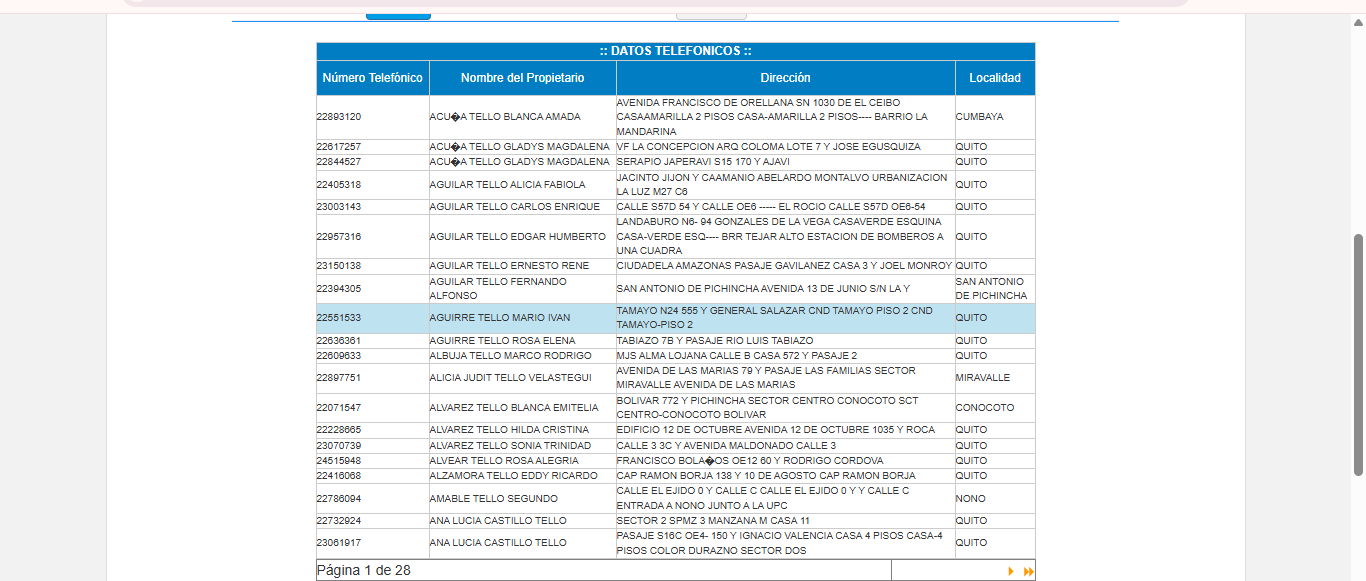 :: DATOS TELEFONICOS ::
Número Telefónico Nombre del Propietario Dirección Localidad
22893120 ACU�A TELLO BLANCA AMADA AVENIDA FRANCISCO DE ORELLANA SN 1030 DE EL CEIBO
CASAAMARILLA 2 PISOS CASA-AMARILLA 2 PISOS---- BARRIO LA
MANDARINA CUMBAYA
22617257 ACU�A TELLO GLADYS MAGDALENA VF LA CONCEPCION ARQ COLOMA LOTE 7 Y JOSE EGUSQUIZA QUITO
22844527 ACU�A TELLO GLADYS MAGDALENA SERAPIO JAPERAVI S15 170 Y AJAVI QUITO
22405318 AGUILAR TELLO ALICIA FABIOLA JACINTO JIJON Y CAAMANIO ABELARDO MONTALVO URBANIZACION
LA LUZ M27 C6 QUITO
23003143 AGUILAR TELLO CARLOS ENRIQUE CALLE S57D 54 Y CALLE OE6 ----- EL ROCIO CALLE S57D OE6-54 QUITO
22957316 AGUILAR TELLO EDGAR HUMBERTO LANDABURO N6- 94 GONZALES DE LA VEGA CASAVERDE ESQUINA
CASA-VERDE ESQ---- BRR TEJAR ALTO ESTACION DE BOMBEROS A
UNA CUADRA QUITO
23150138 AGUILAR TELLO ERNESTO RENE CIUDADELA AMAZONAS PASAJE GAVILANEZ CASA 3 Y JOEL MONROY QUITO
22394305 AGUILAR TELLO FERNANDO
ALFONSO SAN ANTONIO DE PICHINCHA AVENIDA 13 DE JUNIO S/N LA Y SAN ANTONIO
DE PICHINCHA
22551533 AGUIRRE TELLO MARIO IVAN TAMAYO N24 555 Y GENERAL SALAZAR CND TAMAYO PISO 2 CND
TAMAYO-PISO 2 QUITO
22636361 AGUIRRE TELLO ROSA ELENA TABIAZO 7B Y PASAJE RIO LUIS TABIAZO QUITO
22609633 ALBUJA TELLO MARCO RODRIGO MJS ALMA LOJANA CALLE B CASA 572 Y PASAJE 2 QUITO
22897751 ALICIA JUDIT TELLO VELASTEGUI AVENIDA DE LAS MARIAS 79 Y PASAJE LAS FAMILIAS SECTOR
MIRAVALLE AVENIDA DE LAS MARIAS MIRAVALLE
22071547 ALVAREZ TELLO BLANCA EMITELIA BOLIVAR 772 Y PICHINCHA SECTOR CENTRO CONOCOTO SCT
CENTRO-CONOCOTO BOLIVAR CONOCOTO
22228665 ALVAREZ TELLO HILDA CRISTINA EDIFICIO 12 DE OCTUBRE AVENIDA 12 DE OCTUBRE 1035 Y ROCA QUITO
23070739 ALVAREZ TELLO SONIA TRINIDAD CALLE 3 3C Y AVENIDA MALDONADO CALLE 3 QUITO
24515948 ALVEAR TELLO ROSA ALEGRIA FRANCISCO BOLA�OS OE12 60 Y RODRIGO CORDOVA QUITO
22416068 ALZAMORA TELLO EDDY RICARDO CAP RAMON BORJA 138 Y 10 DE AGOSTO CAP RAMON BORJA QUITO
22786094 AMABLE TELLO SEGUNDO CALLE EL EJIDO 0 Y CALLE C CALLE EL EJIDO 0 Y Y CALLE C
ENTRADA A NONO JUNTO A LA UPC NONO
22732924 ANA LUCIA CASTILLO TELLO SECTOR 2 SPMZ 3 MANZANA M CASA 11 QUITO
23061917 ANA LUCIA CASTILLO TELLO PASAJE S16C OE4- 150 Y IGNACIO VALENCIA CASA 4 PISOS CASA-4
PISOS COLOR DURAZNO SECTOR DOS QUITO
Página 1 de 28